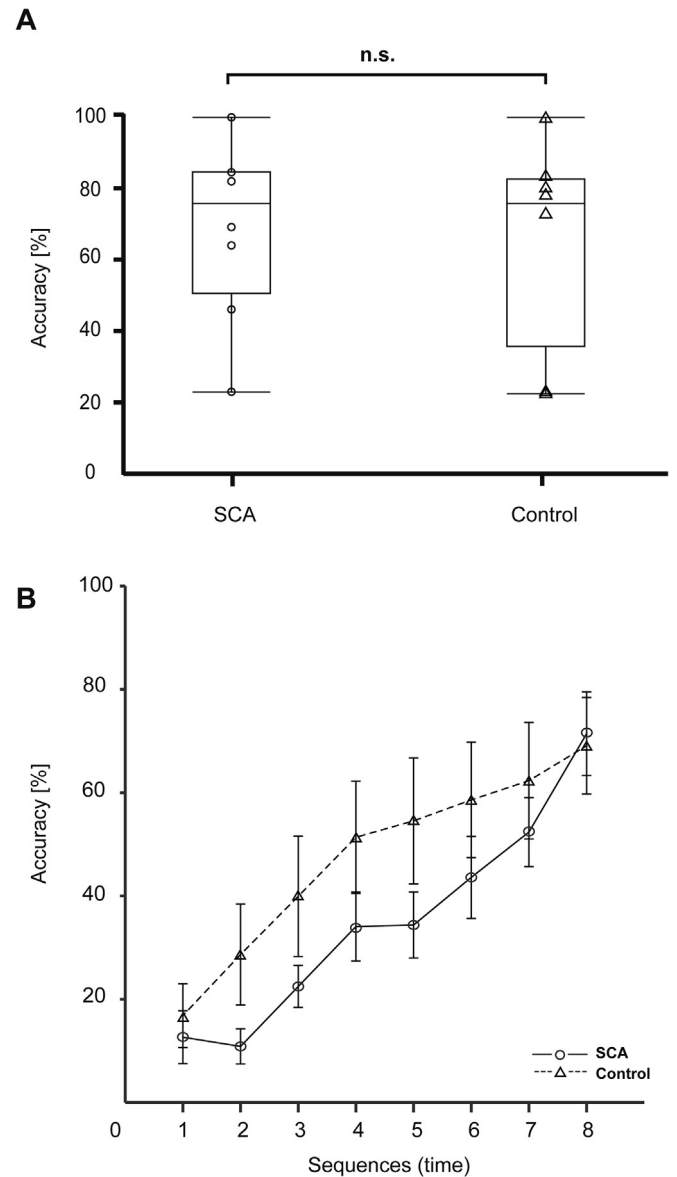 A
n.s.
100
80
60
40
20
0
Accuracy [%]
SCA
Control
B
100
80
60
40
20
0
Accuracy [%]
1 2 3 4 5 6 7 8
Sequences (time)
SCA
Control